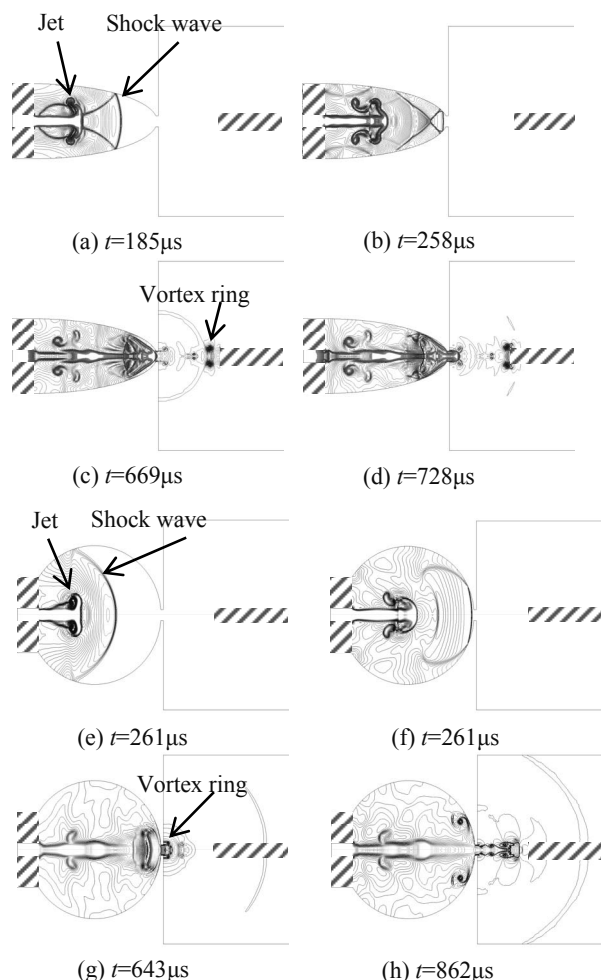 Jet
Shock wave
(a) t=185μs
(b) t=258μs
Vortex ring
(c) t=669μs
(d) t=728μs
Jet
Shock wave
(e) t=261μs
(f) t=261μs
Vortex ring
(g) t=643μs
(h) t=862μs